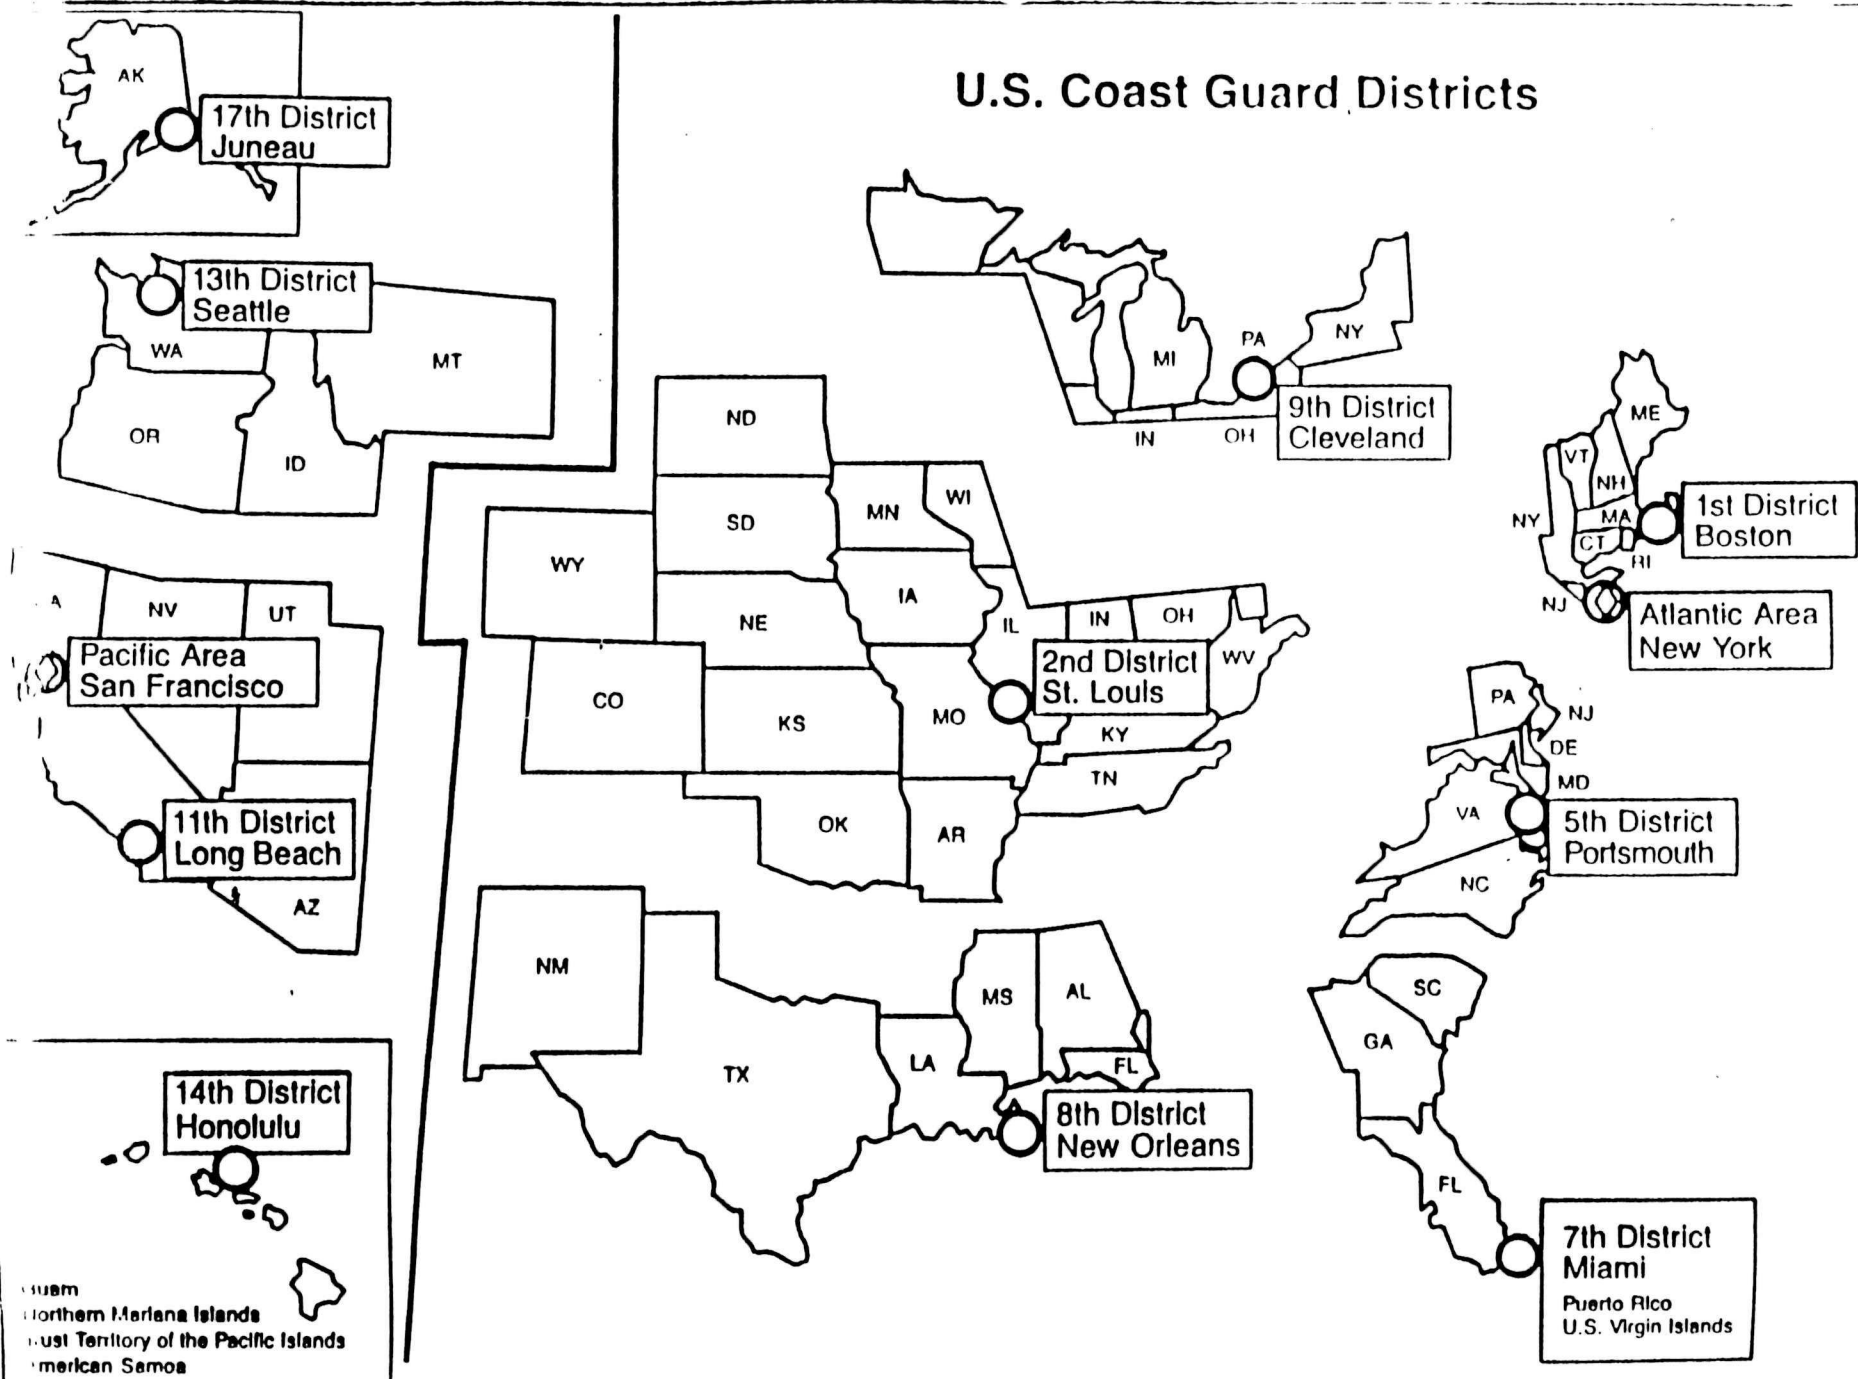 U.S. Coast Guard Districts
AK
17th District
Juneau
13th District
Seattle
WA
MT
OR
ID
NV
UT
Pacific Area
San Francisco
11th District
Long Beach
AZ
14th District
Honolulu
Mariana Islands
Territory of the Pacific Islands
Samoa
ND
SD
MN
WI
WY
NE
IA
IL
IN
OH
WV
2nd District
St. Louis
CO
KS
MO
KY
TN
OK
AR
NM
TX
LA
MS
AL
FL
8th District
New Orleans
MI
PA
NY
IN
OH
9th District
Cleveland
ME
VT
NH
NY
MA
CT
RI
1st District
Boston
NJ
Atlantic Area
New York
PA
NJ
DE
MD
VA
5th District
Portsmouth
NC
SC
GA
FL
7th District
Miami
Puerto Rico
U.S. Virgin Islands